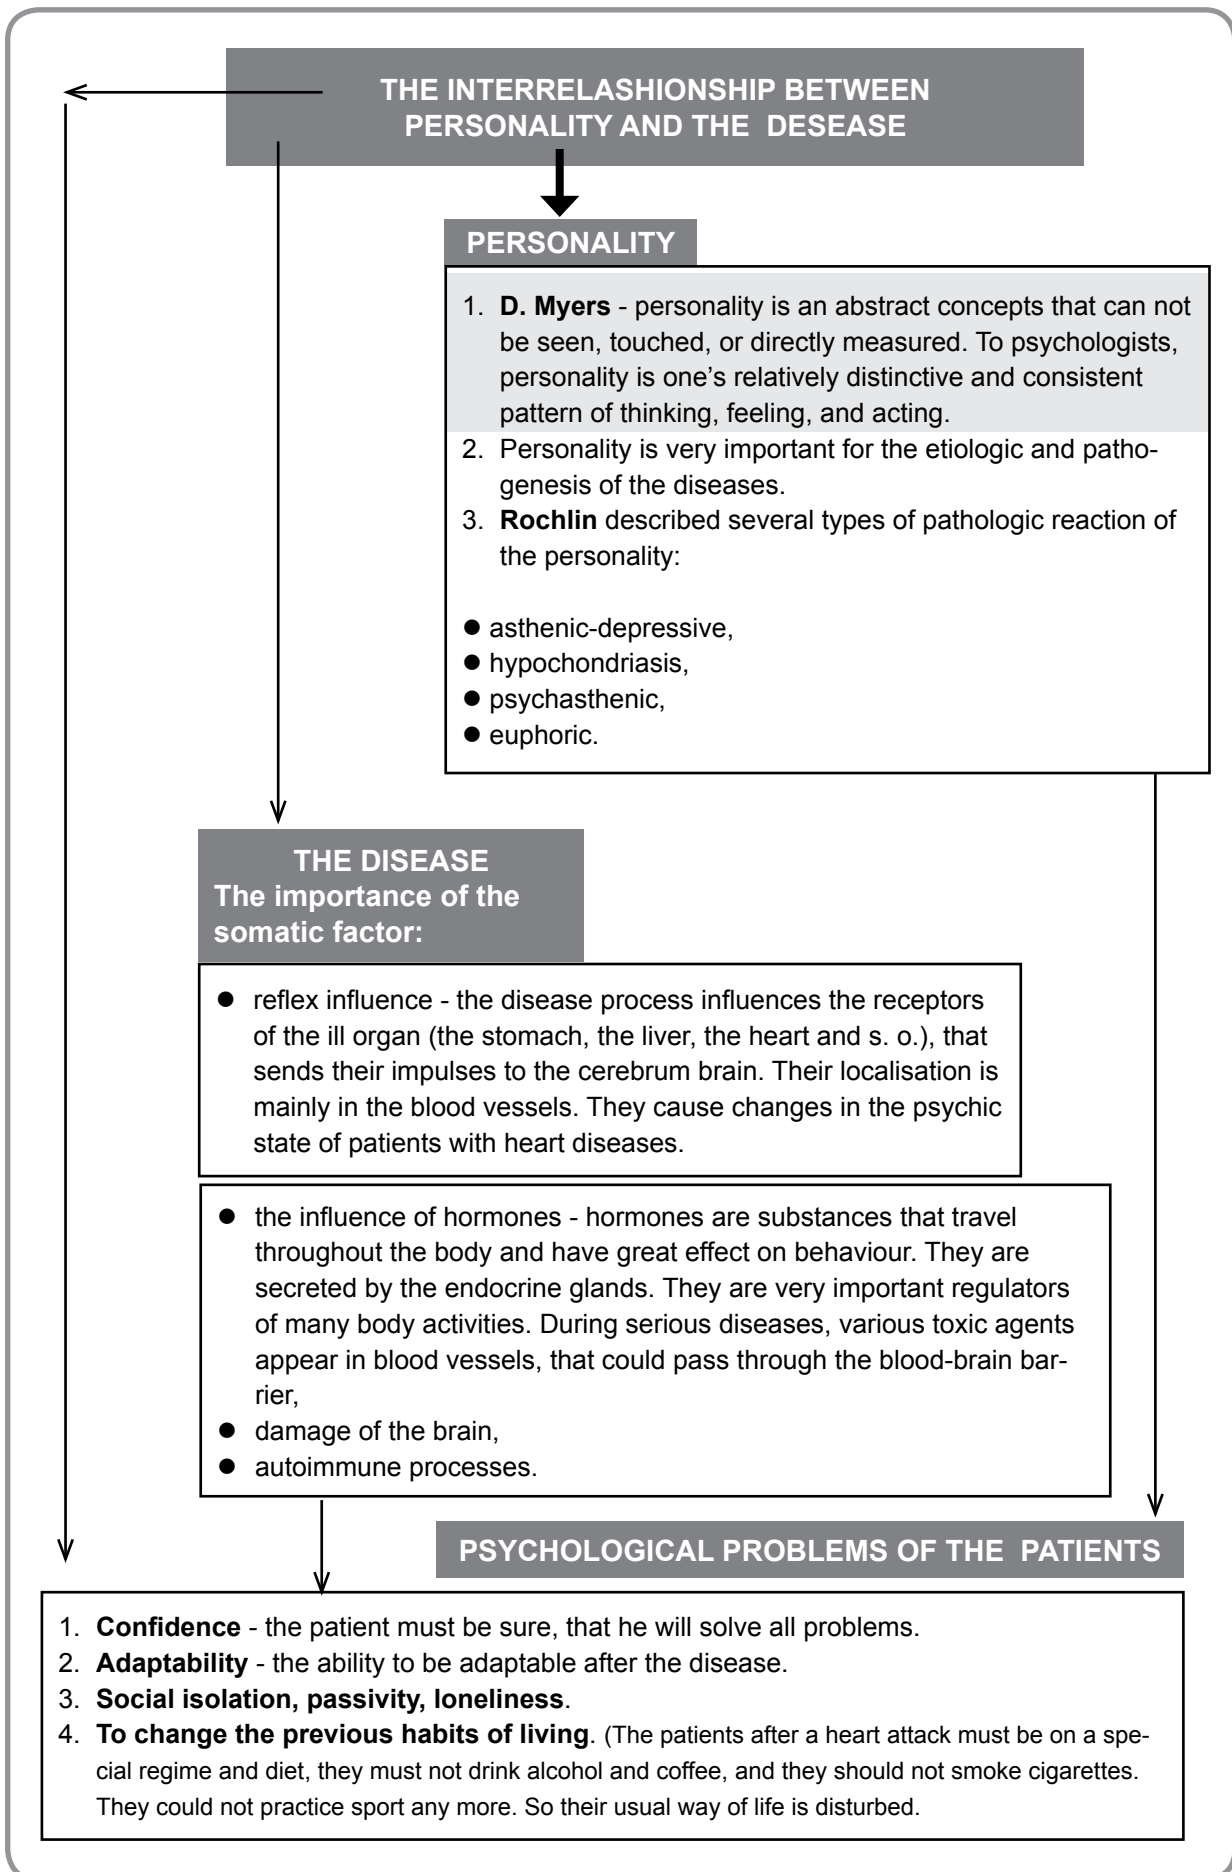 THE INTERRELASHIONSHIP BETWEEN
PERSONALITY AND THE DESEASE
PERSONALITY
1. D. Myers - personality is an abstract concepts that can not
be seen, touched, or directly measured. To psychologists,
personality is one's relatively distinctive and consistent
pattern of thinking, feeling, and acting.
2. Personality is very important for the etiologic and patho-
genesis of the diseases.
3. Rochlin described several types of pathologic reaction of
the personality:
● asthenic-depressive,
● hypochondriasis,
● psychasthenic,
● euphoric.
THE DISEASE
The importance of the
somatic factor:
● reflex influence - the disease process influences the receptors
of the ill organ (the stomach, the liver, the heart and s. o.), that
sends their impulses to the cerebrum brain. Their localisation is
mainly in the blood vessels. They cause changes in the psychic
state of patients with heart diseases.
● the influence of hormones - hormones are substances that travel
throughout the body and have great effect on behaviour. They are
secreted by the endocrine glands. They are very important regulators
of many body activities. During serious diseases, various toxic agents
appear in blood vessels, that could pass through the blood-brain bar-
rier,
● damage of the brain,
● autoimmune processes.
PSYCHOLOGICAL PROBLEMS OF THE PATIENTS
1. Confidence - the patient must be sure, that he will solve all problems.
2. Adaptability - the ability to be adaptable after the disease.
3. Social isolation, passivity, loneliness.
4. To change the previous habits of living. (The patients after a heart attack must be on a spe-
cial regime and diet, they must not drink alcohol and coffee, and they should not smoke cigarettes.
They could not practice sport any more. So their usual way of life is disturbed.